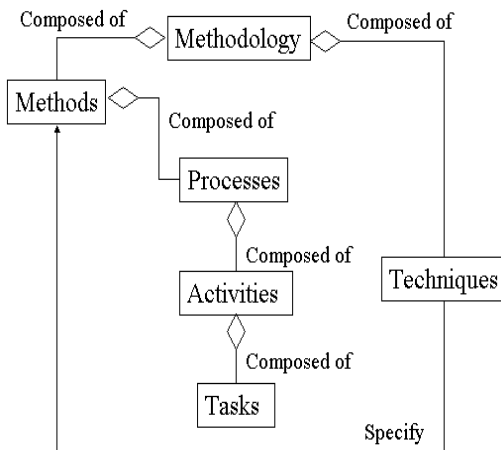 Composed of
Methodology
Composed of
Methods
Composed of
Processes
Composed of
Activities
Techniques
Composed of
Tasks
Specify